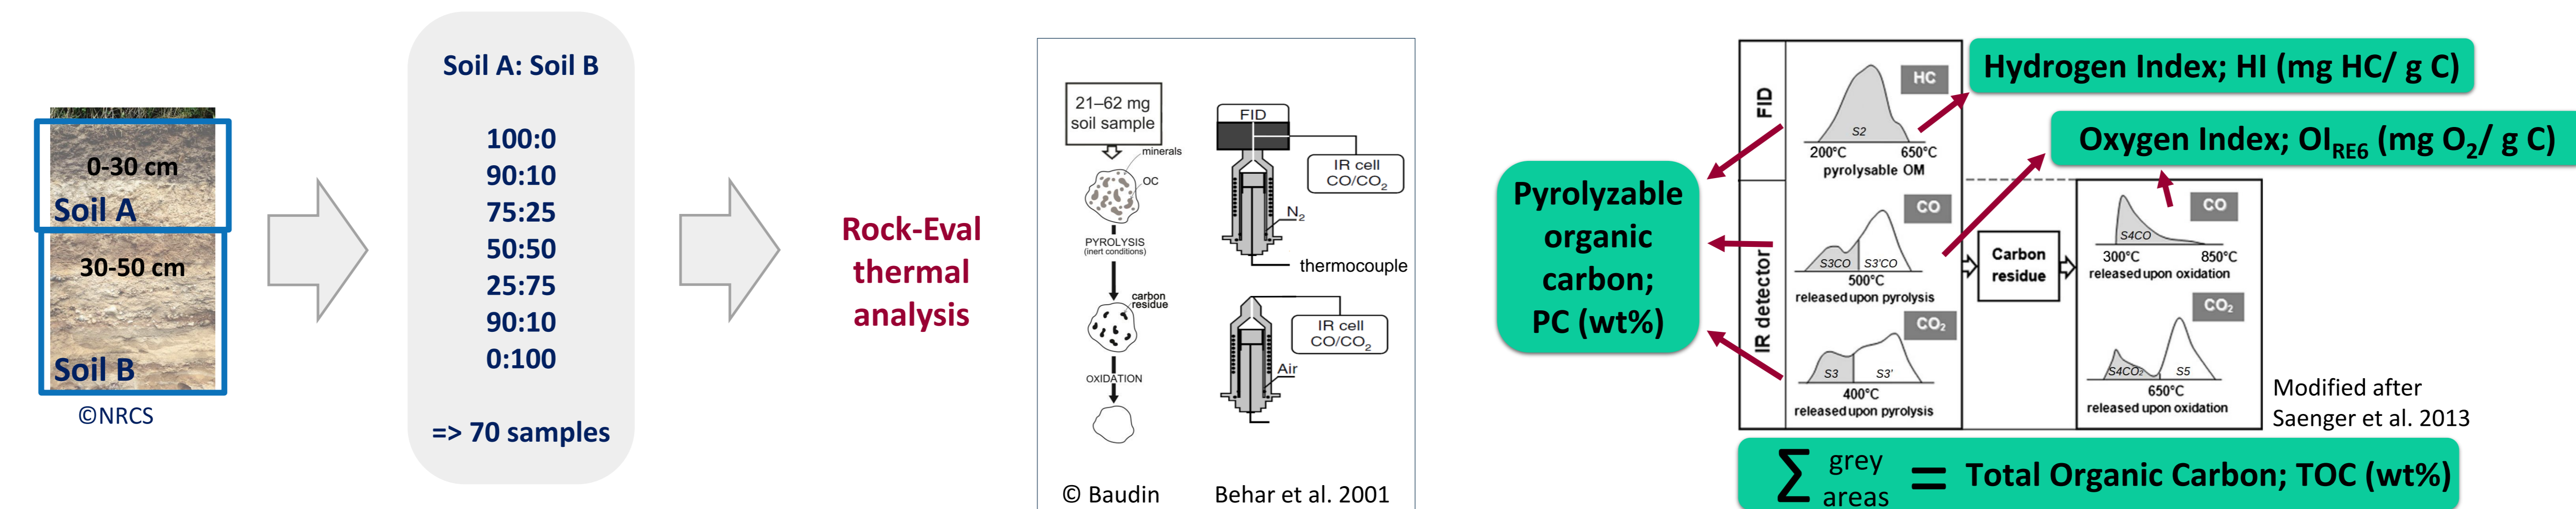 0-30 cm
Soil A
30-50 cm
Soil B
©NRCS
Soil A: Soil B
100:0
90:10
75:25
50:50
25:75
90:10
0:100
=> 70 samples
Rock-Eval
thermal
analysis
21–62 mg
soil sample
minerals
OC
PYROLYSIS
(inert conditions)
carbon
residue
OXIDATION
FID
IR cell
CO/CO₂
N₂
thermocouple
IR cell
CO/CO₂
Air
© Baudin
Behar et al. 2001
Pyrolyzable
organic
carbon;
PC (wt%)
FID
IR detector
HC
S2
200°C 650°C
pyrolysable OM
CO
S3CO S3'CO
500°C
released upon pyrolysis
CO₂
S3 S3'
400°C
released upon pyrolysis
Carbon
residue
CO
S4CO
300°C 850°C
released upon oxidation
CO₂
S4CO₂ S5
650°C
released upon oxidation
Hydrogen Index; HI (mg HC/ g C)
Oxygen Index; OI_RE6 (mg O₂/ g C)
Modified after
Saenger et al. 2013
∑ grey areas = Total Organic Carbon; TOC (wt%)